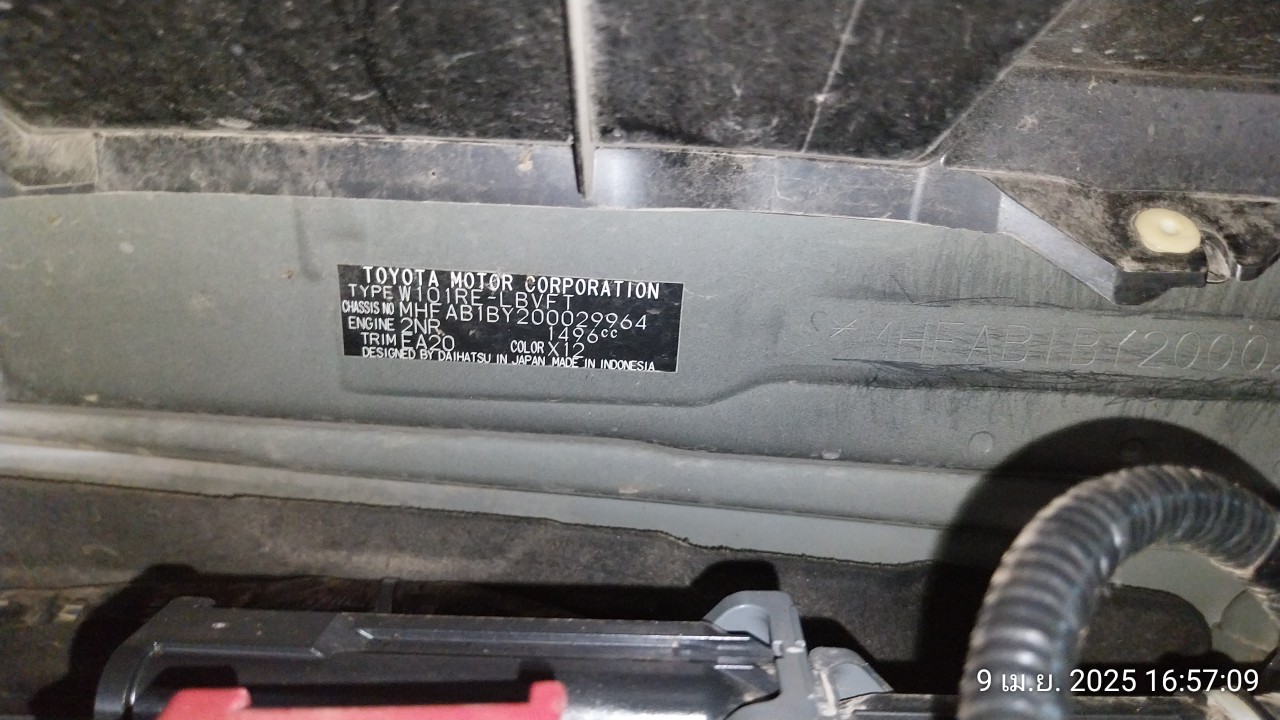 TOYOTA MOTOR CORPORATION
TYPE W101RE-LBVFT
CHASSIS NO MHFAB1BY200029964
ENGINE 2NR 1496cc
TRIM EA20 COLOR X12
DESIGNED BY DAIHATSU IN JAPAN MADE IN INDONESIA
*MHFAB1BY2000
9 เม.ย. 2025 16:57:09